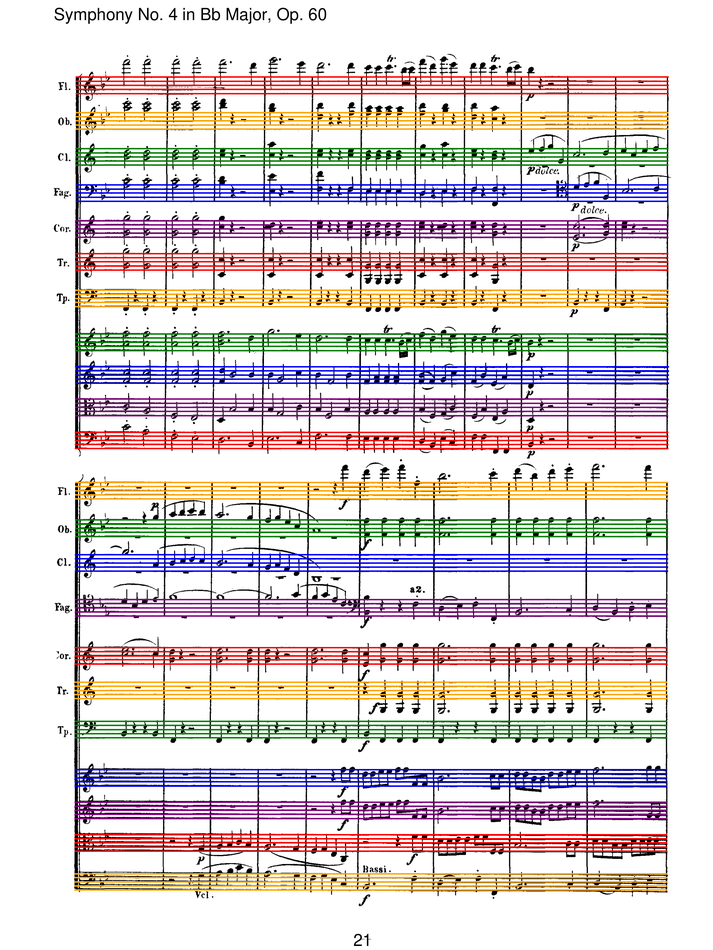 Symphony No. 4 in Bb Major, Op. 60
Fl.
tr.
tr.
p
Ob.
Cl.
p dolce.
Fag.
p dolce.
Cor.
p
Tr.
Tp.
p
tr
tr
p
p
p
p
Fl.
f
Ob.
p
f
Cl.
Fag.
a2.
f
Cor.
f
Tr.
f
Tp.
f
f
f
p
f
Vcl.
Bassi.
f
21